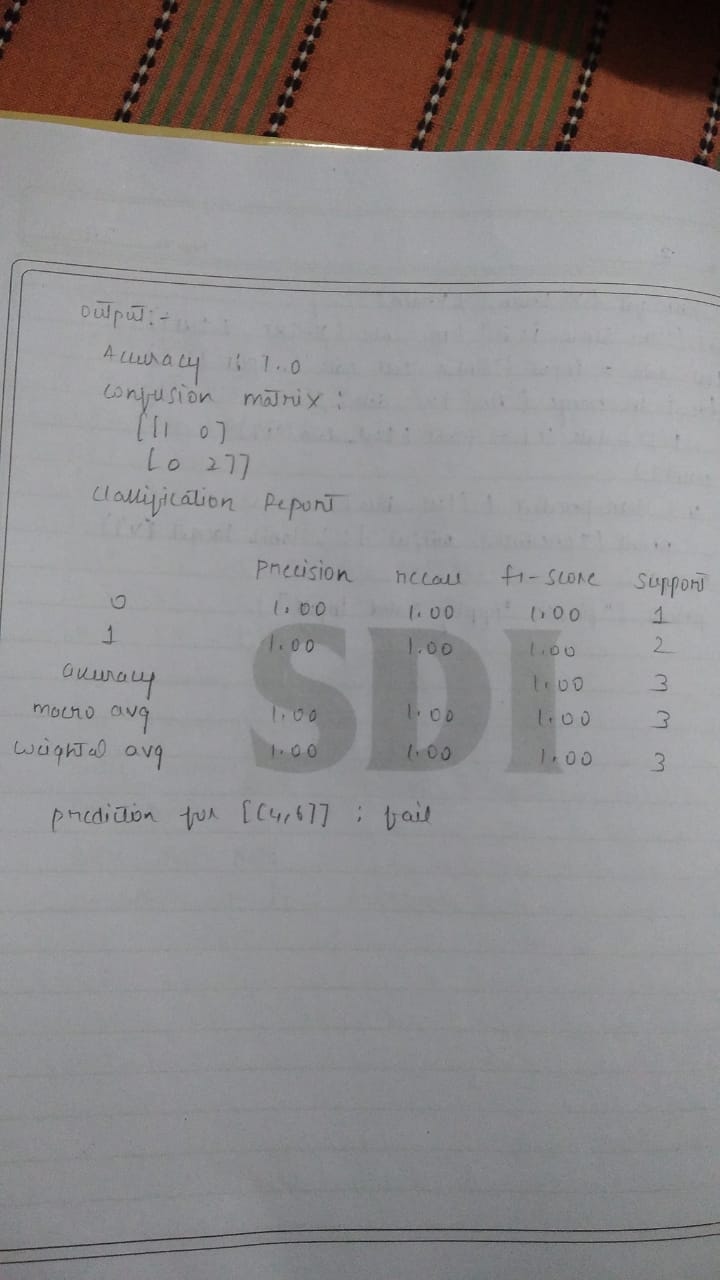 Output:-
Accuracy : 1.0
confusion matrix :
[[1 0]
[0 2]]
Classification Report
precision recall f1-score support
0 1.00 1.00 1.00 1
1 1.00 1.00 1.00 2
accuracy 1.00 3
macro avg 1.00 1.00 1.00 3
weighted avg 1.00 1.00 1.00 3
SDI
prediction for [[4,6]] : fail